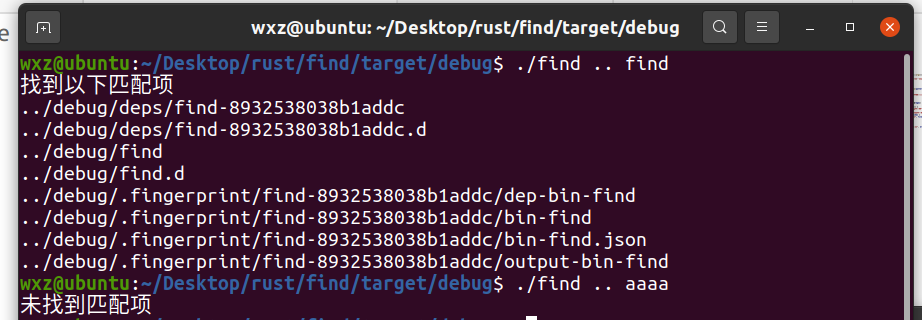 wxz@ubuntu: ~/Desktop/rust/find/target/debug
wxz@ubuntu:~/Desktop/rust/find/target/debug$ ./find .. find
找到以下匹配项
../debug/deps/find-8932538038b1addc
../debug/deps/find-8932538038b1addc.d
../debug/find
../debug/find.d
../debug/.fingerprint/find-8932538038b1addc/dep-bin-find
../debug/.fingerprint/find-8932538038b1addc/bin-find
../debug/.fingerprint/find-8932538038b1addc/bin-find.json
../debug/.fingerprint/find-8932538038b1addc/output-bin-find
wxz@ubuntu:~/Desktop/rust/find/target/debug$ ./find .. aaaa
未找到匹配项